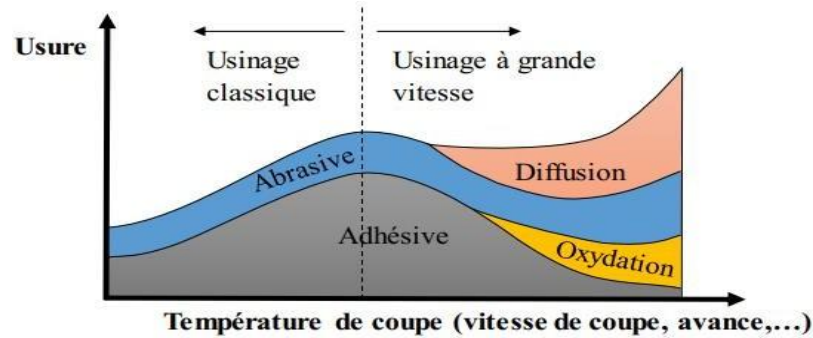 Usure
Usinage
classique
Usinage à grande
vitesse
Abrasive
Diffusion
Adhésive
Oxydation
Température de coupe (vitesse de coupe, avance,…)